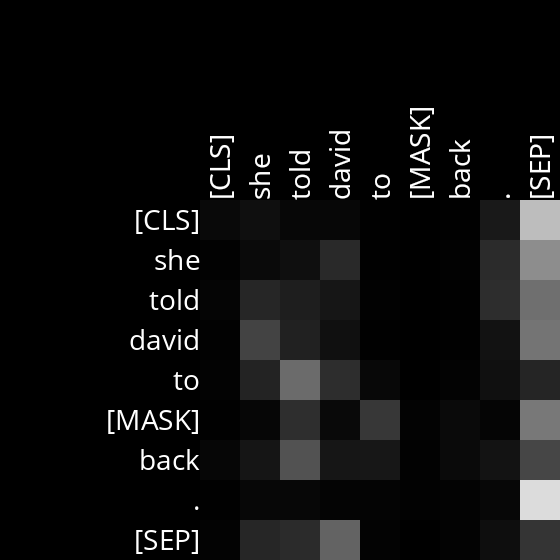 [CLS] she told david to [MASK] back . [SEP]
[CLS]
she
told
david
to
[MASK]
back
.
[SEP]